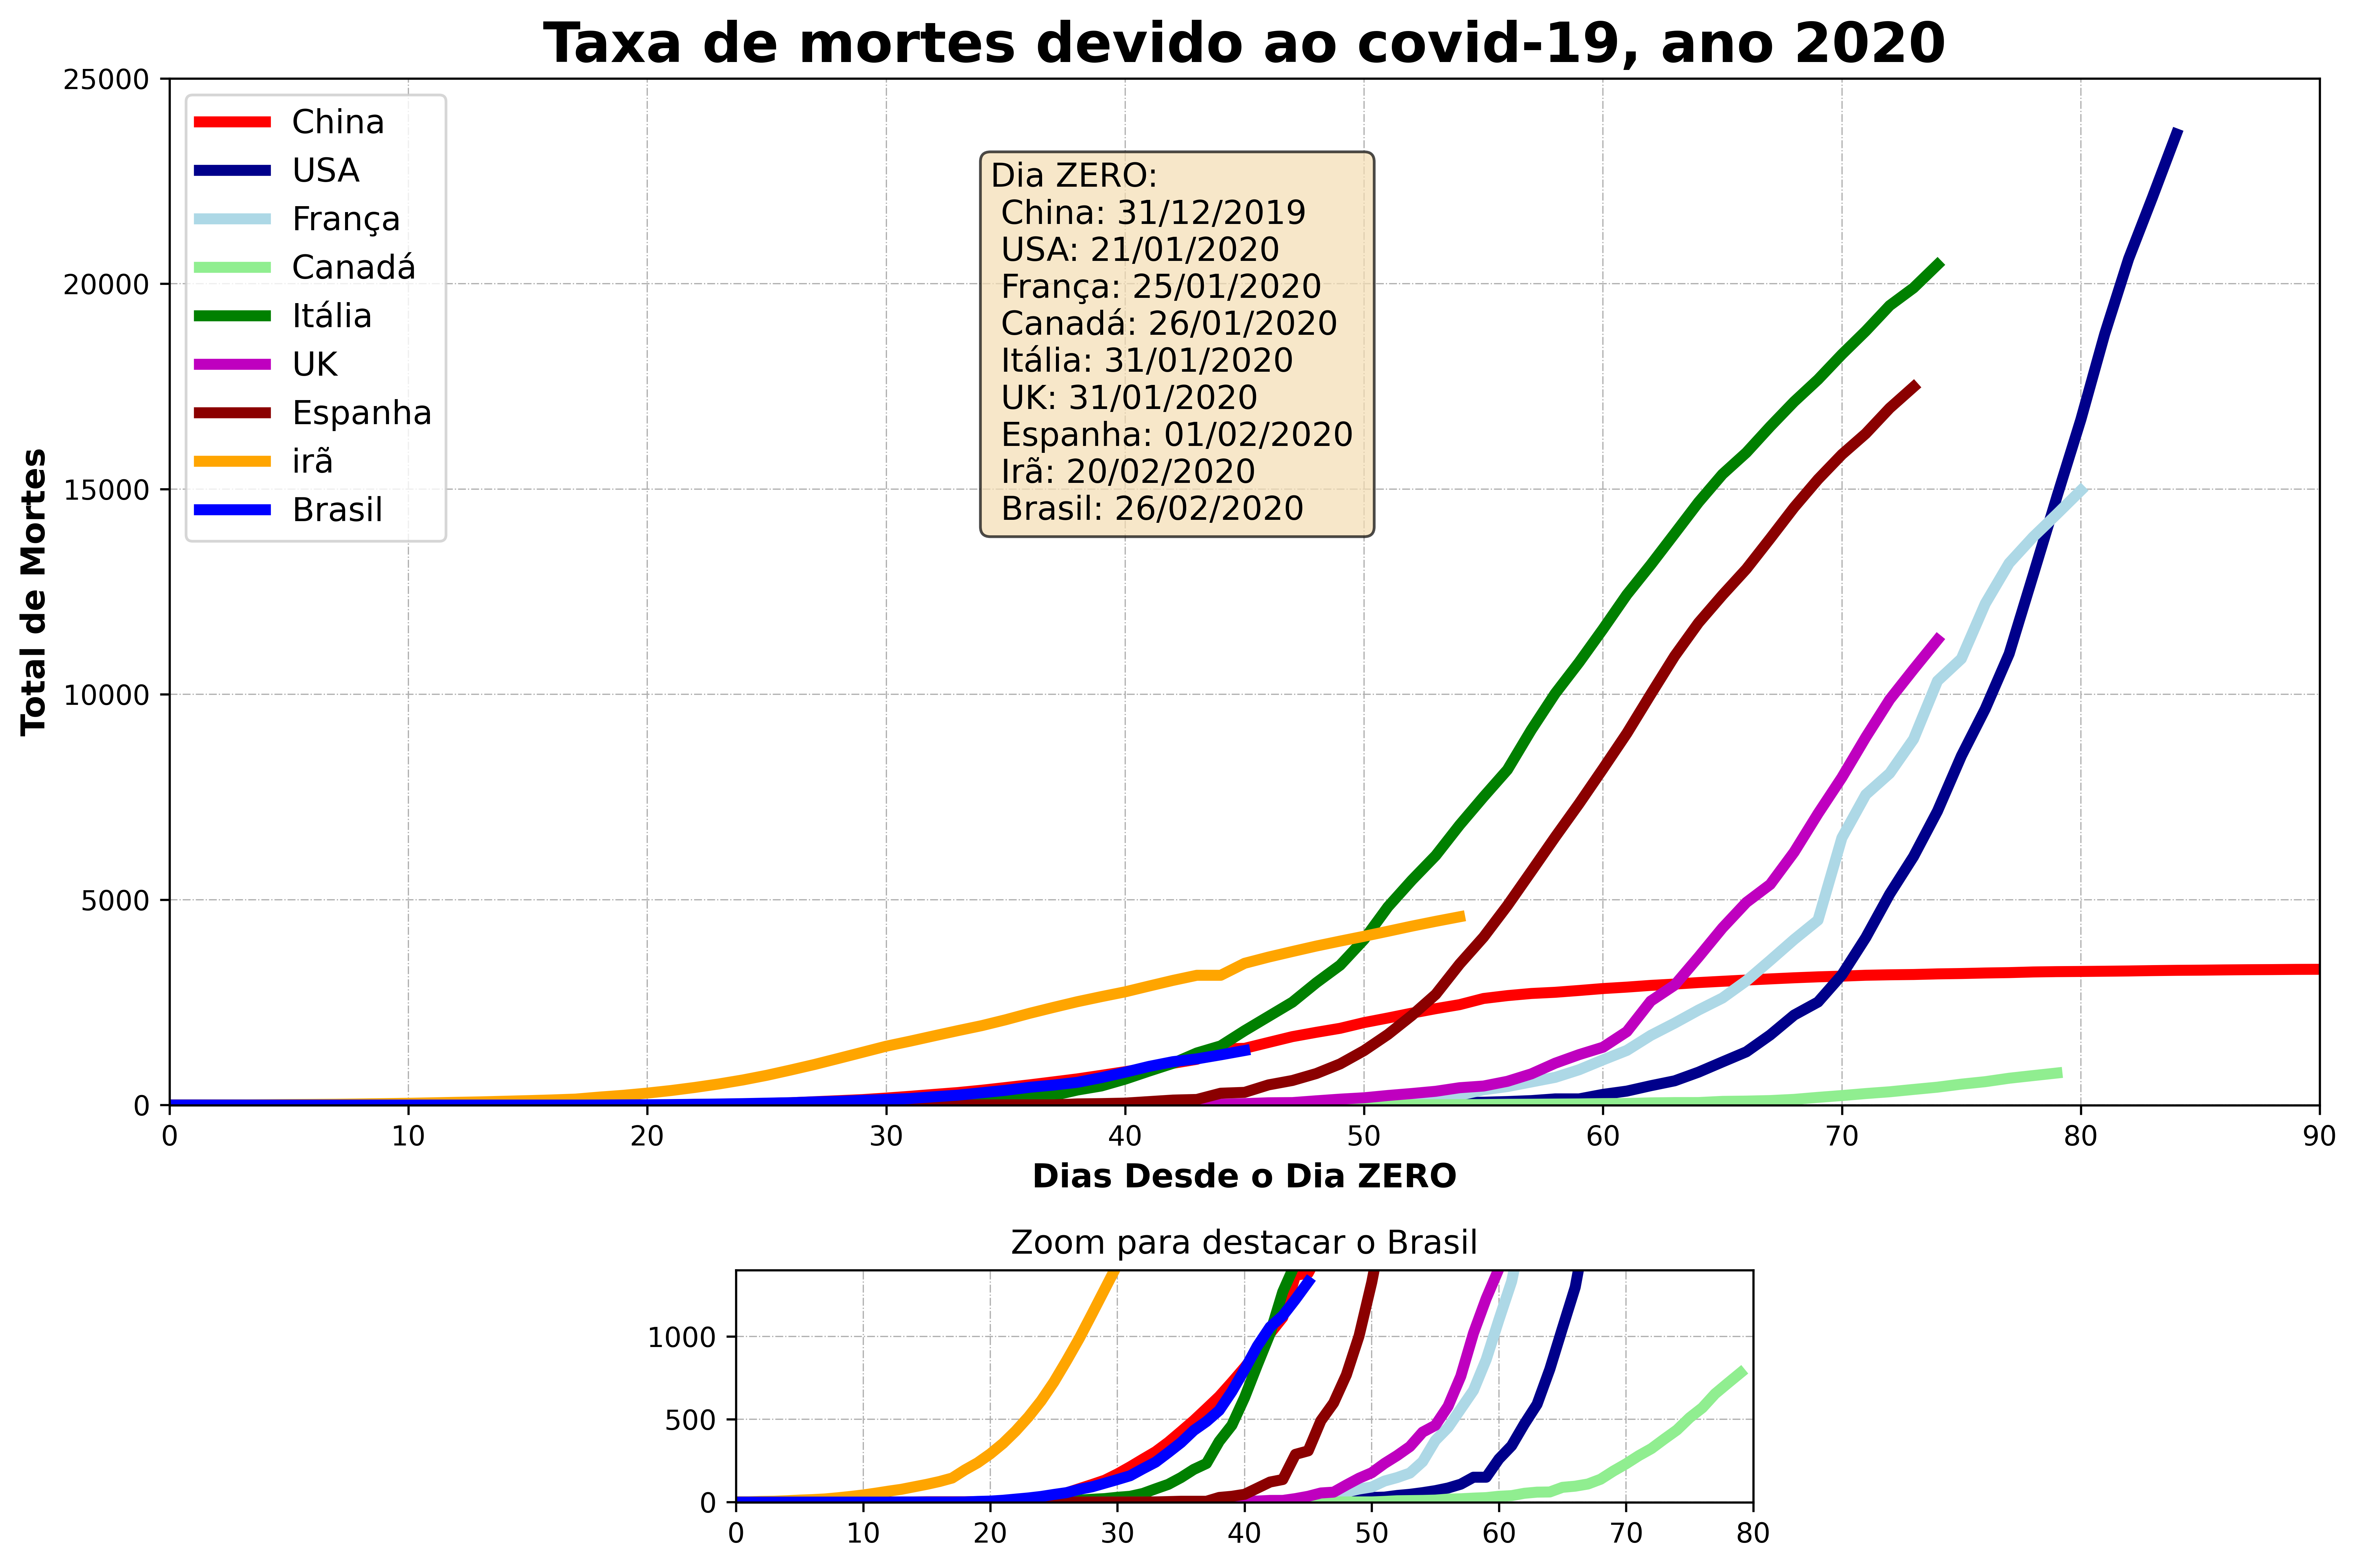 Taxa de mortes devido ao covid-19, ano 2020
25000
20000
15000
10000
5000
0
Total de Mortes
China
USA
França
Canadá
Itália
UK
Espanha
irã
Brasil
Dia ZERO:
China: 31/12/2019
USA: 21/01/2020
França: 25/01/2020
Canadá: 26/01/2020
Itália: 31/01/2020
UK: 31/01/2020
Espanha: 01/02/2020
Irã: 20/02/2020
Brasil: 26/02/2020
0 10 20 30 40 50 60 70 80 90
Dias Desde o Dia ZERO
Zoom para destacar o Brasil
1000
500
0
0 10 20 30 40 50 60 70 80